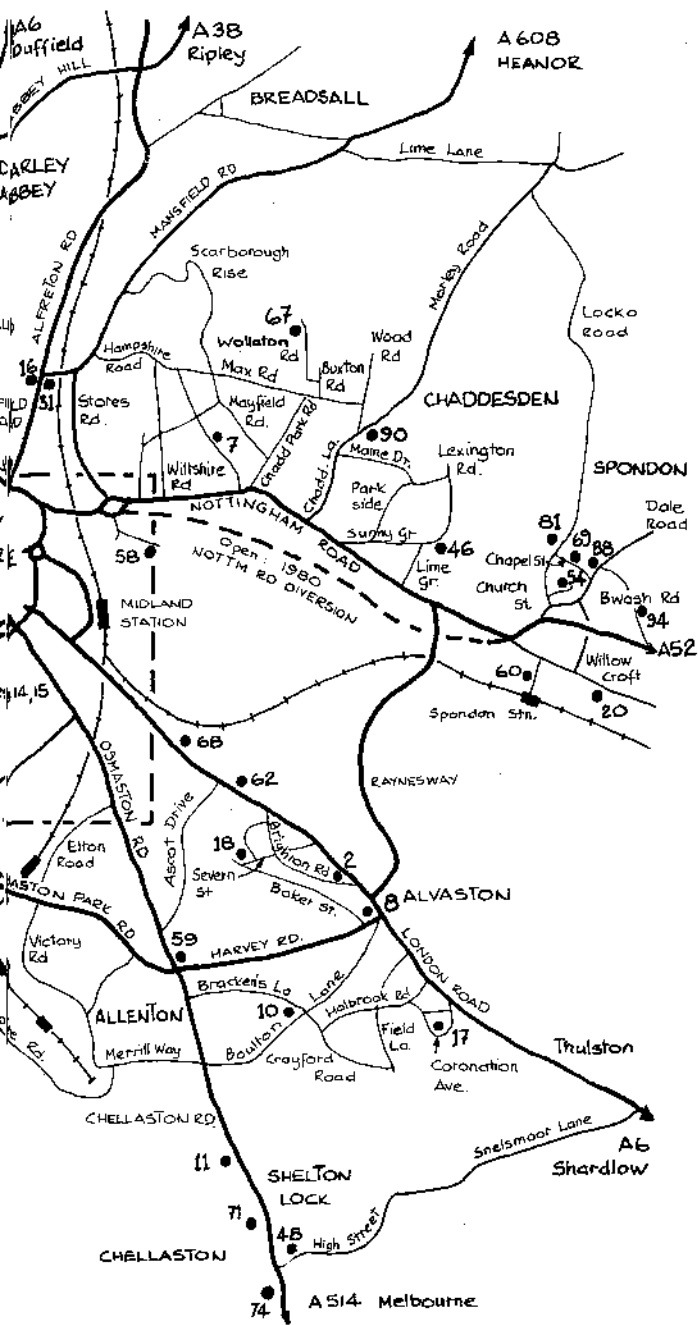 A6
Duffield
A38
Ripley
A608
HEANOR
ABBEY HILL
BREADSALL
Lime Lane
DARLEY
ABBEY
MANSFIELD RD
ALFRETON RD
Morley Road
Scarborough
Rise
Locko
Road
67
Wollaton
Rd
Wood
Rd
Hampshire
Road
Max Rd
Buxton
Rd
16
31
Stores
Rd.
Mayfield
Rd.
CHADDESDEN
7
Chadd Park Rd
Chadd. La.
90
Maine Dr.
Lexington
Rd.
SPONDON
Wiltshire
Rd
Park
side
Dale
Road
NOTTINGHAM ROAD
Sunny Gr
81
58
Open: 1980
NOTTM RD DIVERSION
46
Lime
Gr.
Chapel St.
69
88
Church
St.
54
Bwash Rd
94
MIDLAND
STATION
A52
Willow
Croft
60
20
14, 15
Spondon Stn.
68
OSMASTON RD
62
RAYNESWAY
Ascot Drive
Elton
Road
18
Brighton Rd
2
Severn
St
Baker St.
8
ALVASTON
ASTON PARK RD
Victory
Rd
59
HARVEY RD.
LONDON ROAD
Bracken's La
10
Boulton Lane
Holbrook Rd
ALLENTON
Field
La.
17
Merrill Way
Crayford
Road
Coronation
Ave.
Thulston
CHELLASTON RD.
Snelsmoor Lane
A6
Shardlow
11
SHELTON
LOCK
71
48
High Street
CHELLASTON
74
A514 Melbourne